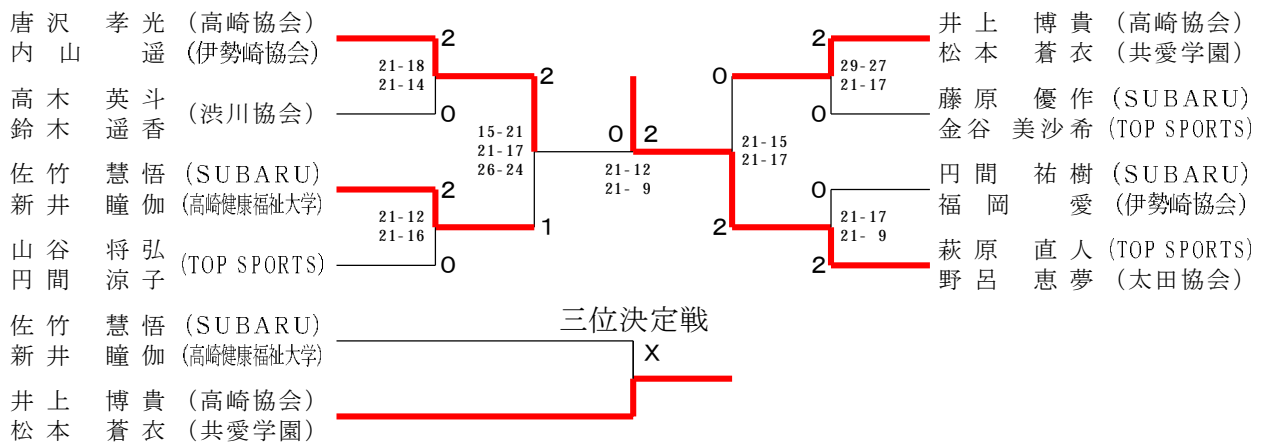 唐沢 孝光 (高崎協会)
内山 遥 (伊勢崎協会)
2
21-18
21-14
高木 英斗
鈴木 遥香
(渋川協会)
0
2
15-21
21-17
26-24
佐竹 慧悟 (SUBARU)
新井 瞳伽 (高崎健康福祉大学)
2
21-12
21-16
1
山谷 将弘
円間 涼子
(TOP SPORTS)
0
0 2
21-12
21- 9
井上 博貴 (高崎協会)
松本 蒼衣 (共愛学園)
2
29-27
21-17
0
藤原 優作 (SUBARU)
金谷 美沙希 (TOP SPORTS)
0
21-15
21-17
円間 祐樹 (SUBARU)
福岡 愛 (伊勢崎協会)
0
21-17
21- 9
2
萩原 直人 (TOP SPORTS)
野呂 恵夢 (太田協会)
2
三位決定戦
佐竹 慧悟 (SUBARU)
新井 瞳伽 (高崎健康福祉大学)
X
井上 博貴 (高崎協会)
松本 蒼衣 (共愛学園)